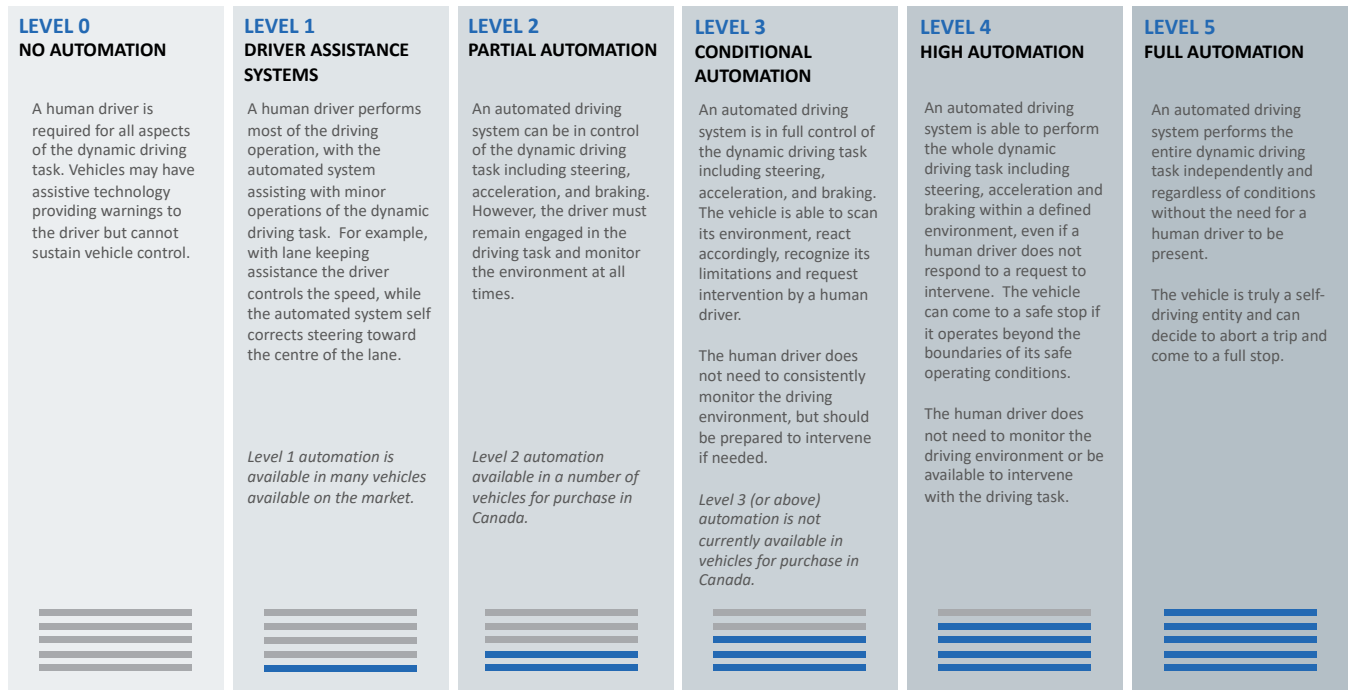 LEVEL 0
NO AUTOMATION
A human driver is
required for all aspects
of the dynamic driving
task. Vehicles may have
assistive technology
providing warnings to
the driver but cannot
sustain vehicle control.
LEVEL 1
DRIVER ASSISTANCE
SYSTEMS
A human driver performs
most of the driving
operation, with the
automated system
assisting with minor
operations of the dynamic
driving task.  For example,
with lane keeping
assistance the driver
controls the speed, while
the automated system self
corrects steering toward
the centre of the lane.
Level 1 automation is
available in many vehicles
available on the market.
LEVEL 2
PARTIAL AUTOMATION
An automated driving
system can be in control
of the dynamic driving
task including steering,
acceleration, and braking.
However, the driver must
remain engaged in the
driving task and monitor
the environment at all
times.
Level 2 automation
available in a number of
vehicles for purchase in
Canada.
LEVEL 3
CONDITIONAL
AUTOMATION
An automated driving
system is in full control of
the dynamic driving task
including steering,
acceleration, and braking.
The vehicle is able to scan
its environment, react
accordingly, recognize its
limitations and request
intervention by a human
driver.
The human driver does
not need to consistently
monitor the driving
environment, but should
be prepared to intervene
if needed.
Level 3 (or above)
automation is not
currently available in
vehicles for purchase in
Canada.
LEVEL 4
HIGH AUTOMATION
An automated driving
system is able to perform
the whole dynamic
driving task including
steering, acceleration and
braking within a defined
environment, even if a
human driver does not
respond to a request to
intervene.  The vehicle
can come to a safe stop if
it operates beyond the
boundaries of its safe
operating conditions.
The human driver does
not need to monitor the
driving environment or be
available to intervene
with the driving task.
LEVEL 5
FULL AUTOMATION
An automated driving
system performs the
entire dynamic driving
task independently and
regardless of conditions
without the need for a
human driver to be
present.
The vehicle is truly a self-
driving entity and can
decide to abort a trip and
come to a full stop.